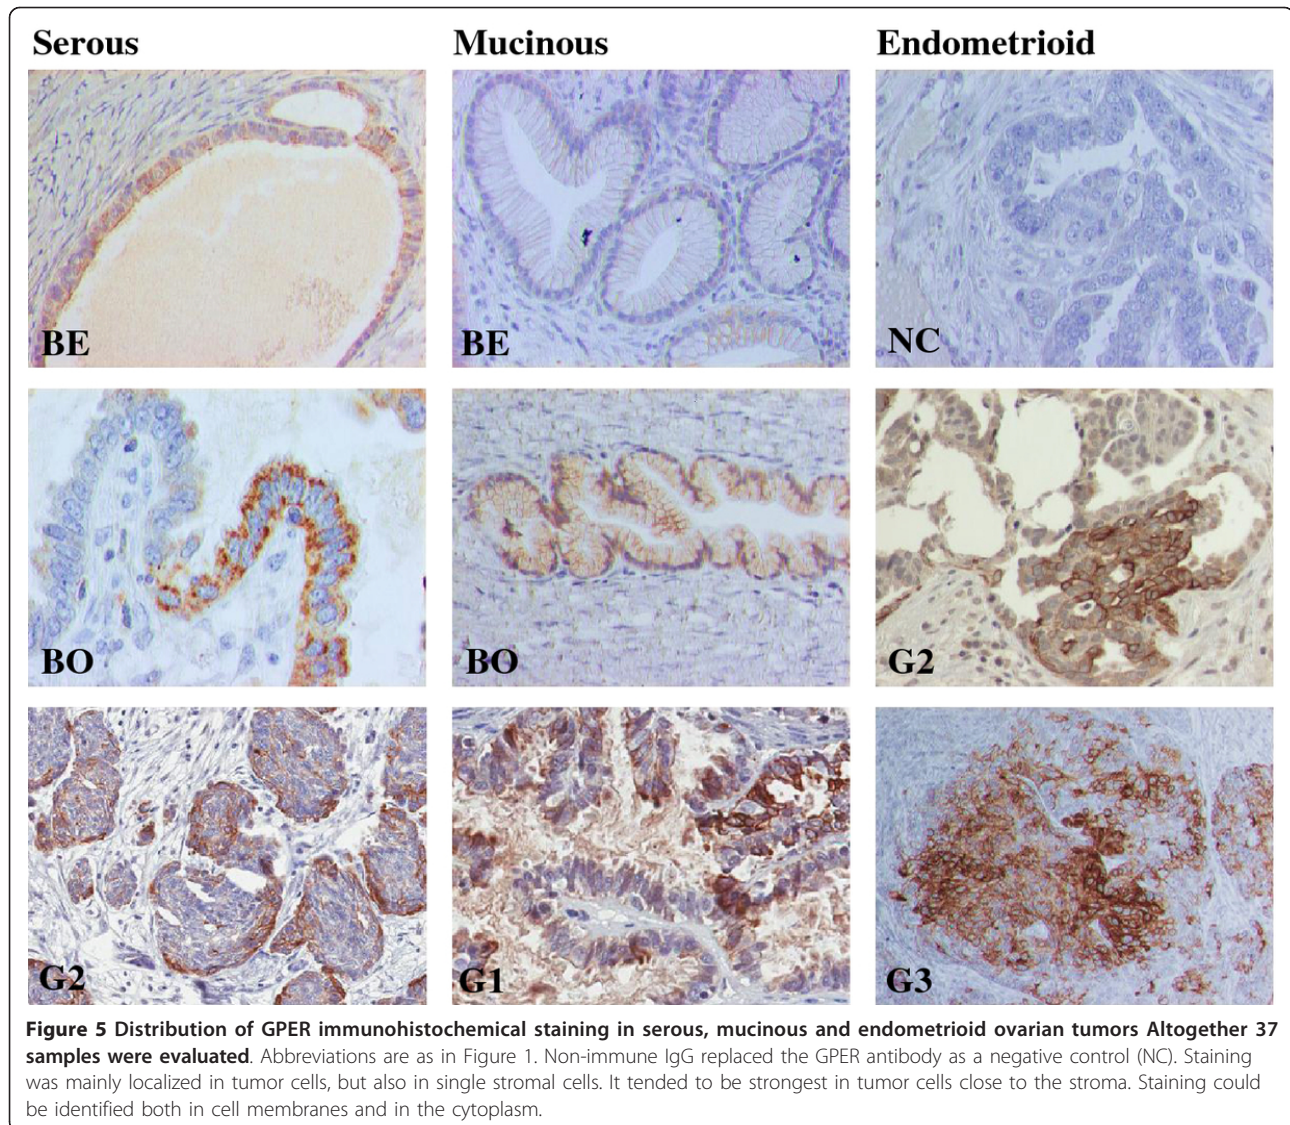 Serous Mucinous Endometrioid
BE BE NC
BO BO G2
G2 G1 G3
Figure 5 Distribution of GPER immunohistochemical staining in serous, mucinous and endometrioid ovarian tumors Altogether 37
samples were evaluated. Abbreviations are as in Figure 1. Non-immune IgG replaced the GPER antibody as a negative control (NC). Staining
was mainly localized in tumor cells, but also in single stromal cells. It tended to be strongest in tumor cells close to the stroma. Staining could
be identified both in cell membranes and in the cytoplasm.